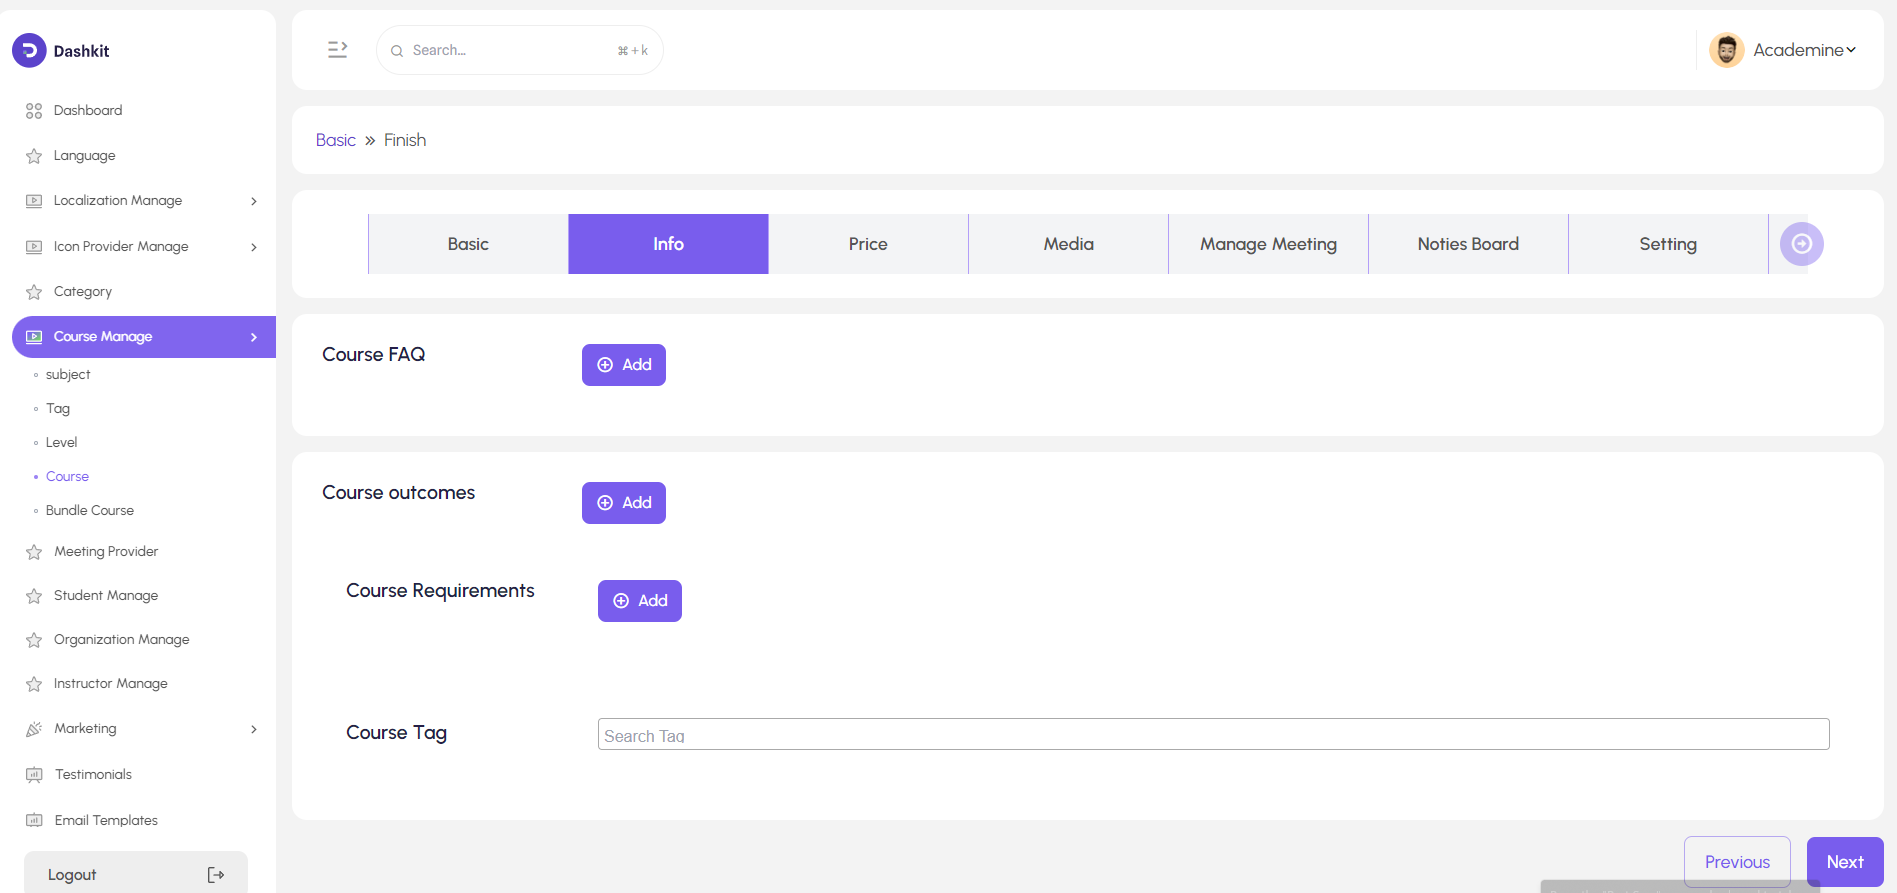 Dashkit
Search...
⌘+k
Academine
Dashboard
Language
Localization Manage
Icon Provider Manage
Category
Course Manage
subject
Tag
Level
Course
Bundle Course
Meeting Provider
Student Manage
Organization Manage
Instructor Manage
Marketing
Testimonials
Email Templates
Logout
Basic » Finish
Basic
Info
Price
Media
Manage Meeting
Noties Board
Setting
Course FAQ
Add
Course outcomes
Add
Course Requirements
Add
Course Tag
Search Tag
Previous
Next